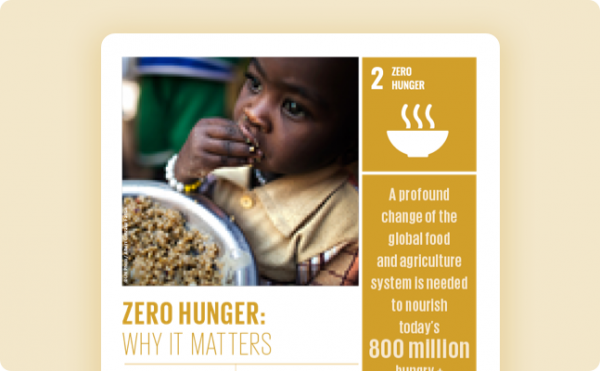 2 ZERO
HUNGER
A profound
change of the
global food
and agriculture
system is needed
to nourish
today's
800 million
hungry
ZERO HUNGER:
WHY IT MATTERS